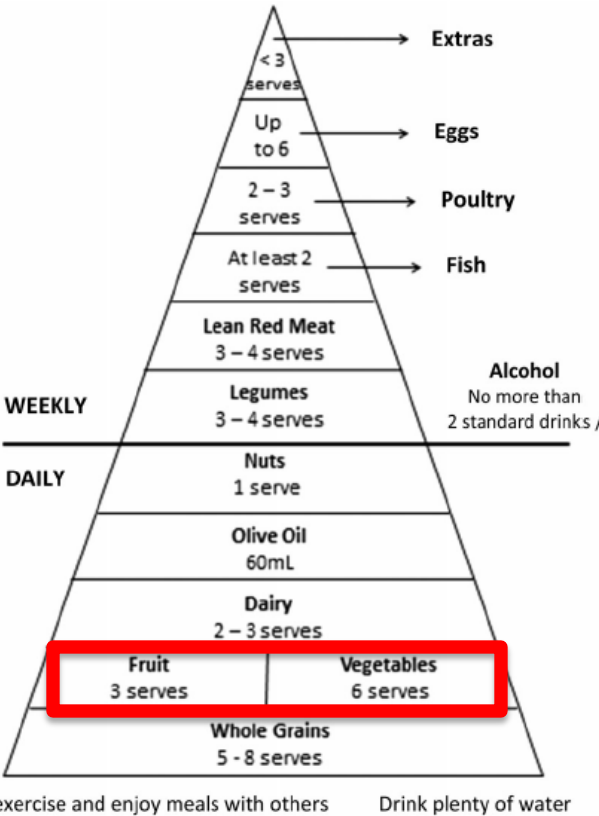 Extras
< 3
serves
Up
to 6
Eggs
2 – 3
serves
Poultry
At least 2
serves
Fish
Lean Red Meat
3 – 4 serves
Alcohol
No more than
2 standard drinks /
WEEKLY
Legumes
3 – 4 serves
DAILY
Nuts
1 serve
Olive Oil
60mL
Dairy
2 – 3 serves
Fruit
3 serves
Vegetables
6 serves
Whole Grains
5 - 8 serves
exercise and enjoy meals with others
Drink plenty of water